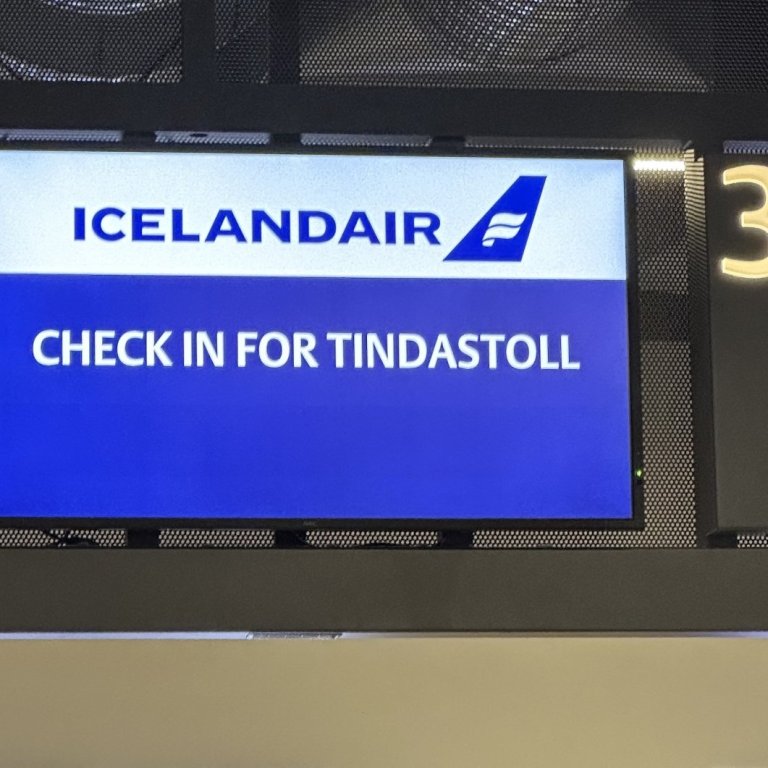 ICELANDAIR
CHECK IN FOR TINDASTOLL
3